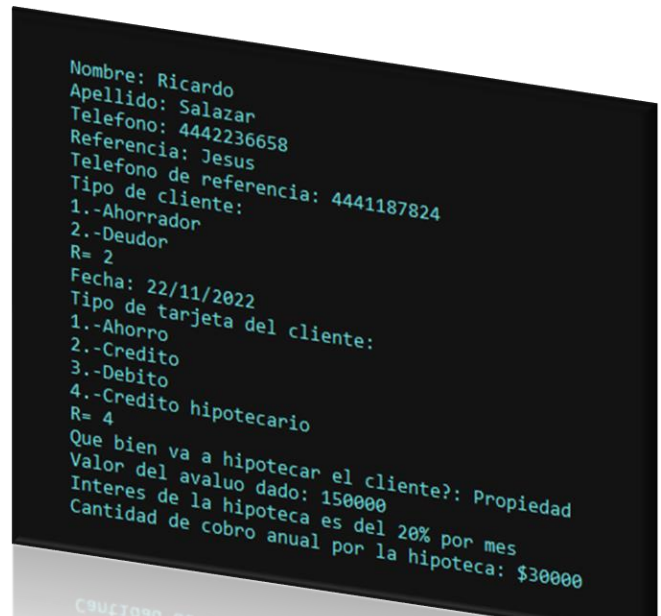 Nombre: Ricardo
Apellido: Salazar
Telefono: 4442236658
Referencia: Jesus
Telefono de referencia: 4441187824
Tipo de cliente:
1.-Ahorrador
2.-Deudor
R= 2
Fecha: 22/11/2022
Tipo de tarjeta del cliente:
1.-Ahorro
2.-Credito
3.-Debito
4.-Credito hipotecario
R= 4
Que bien va a hipotecar el cliente?: Propiedad
Valor del avaluo dado: 150000
Interes de la hipoteca es del 20% por mes
Cantidad de cobro anual por la hipoteca: $30000